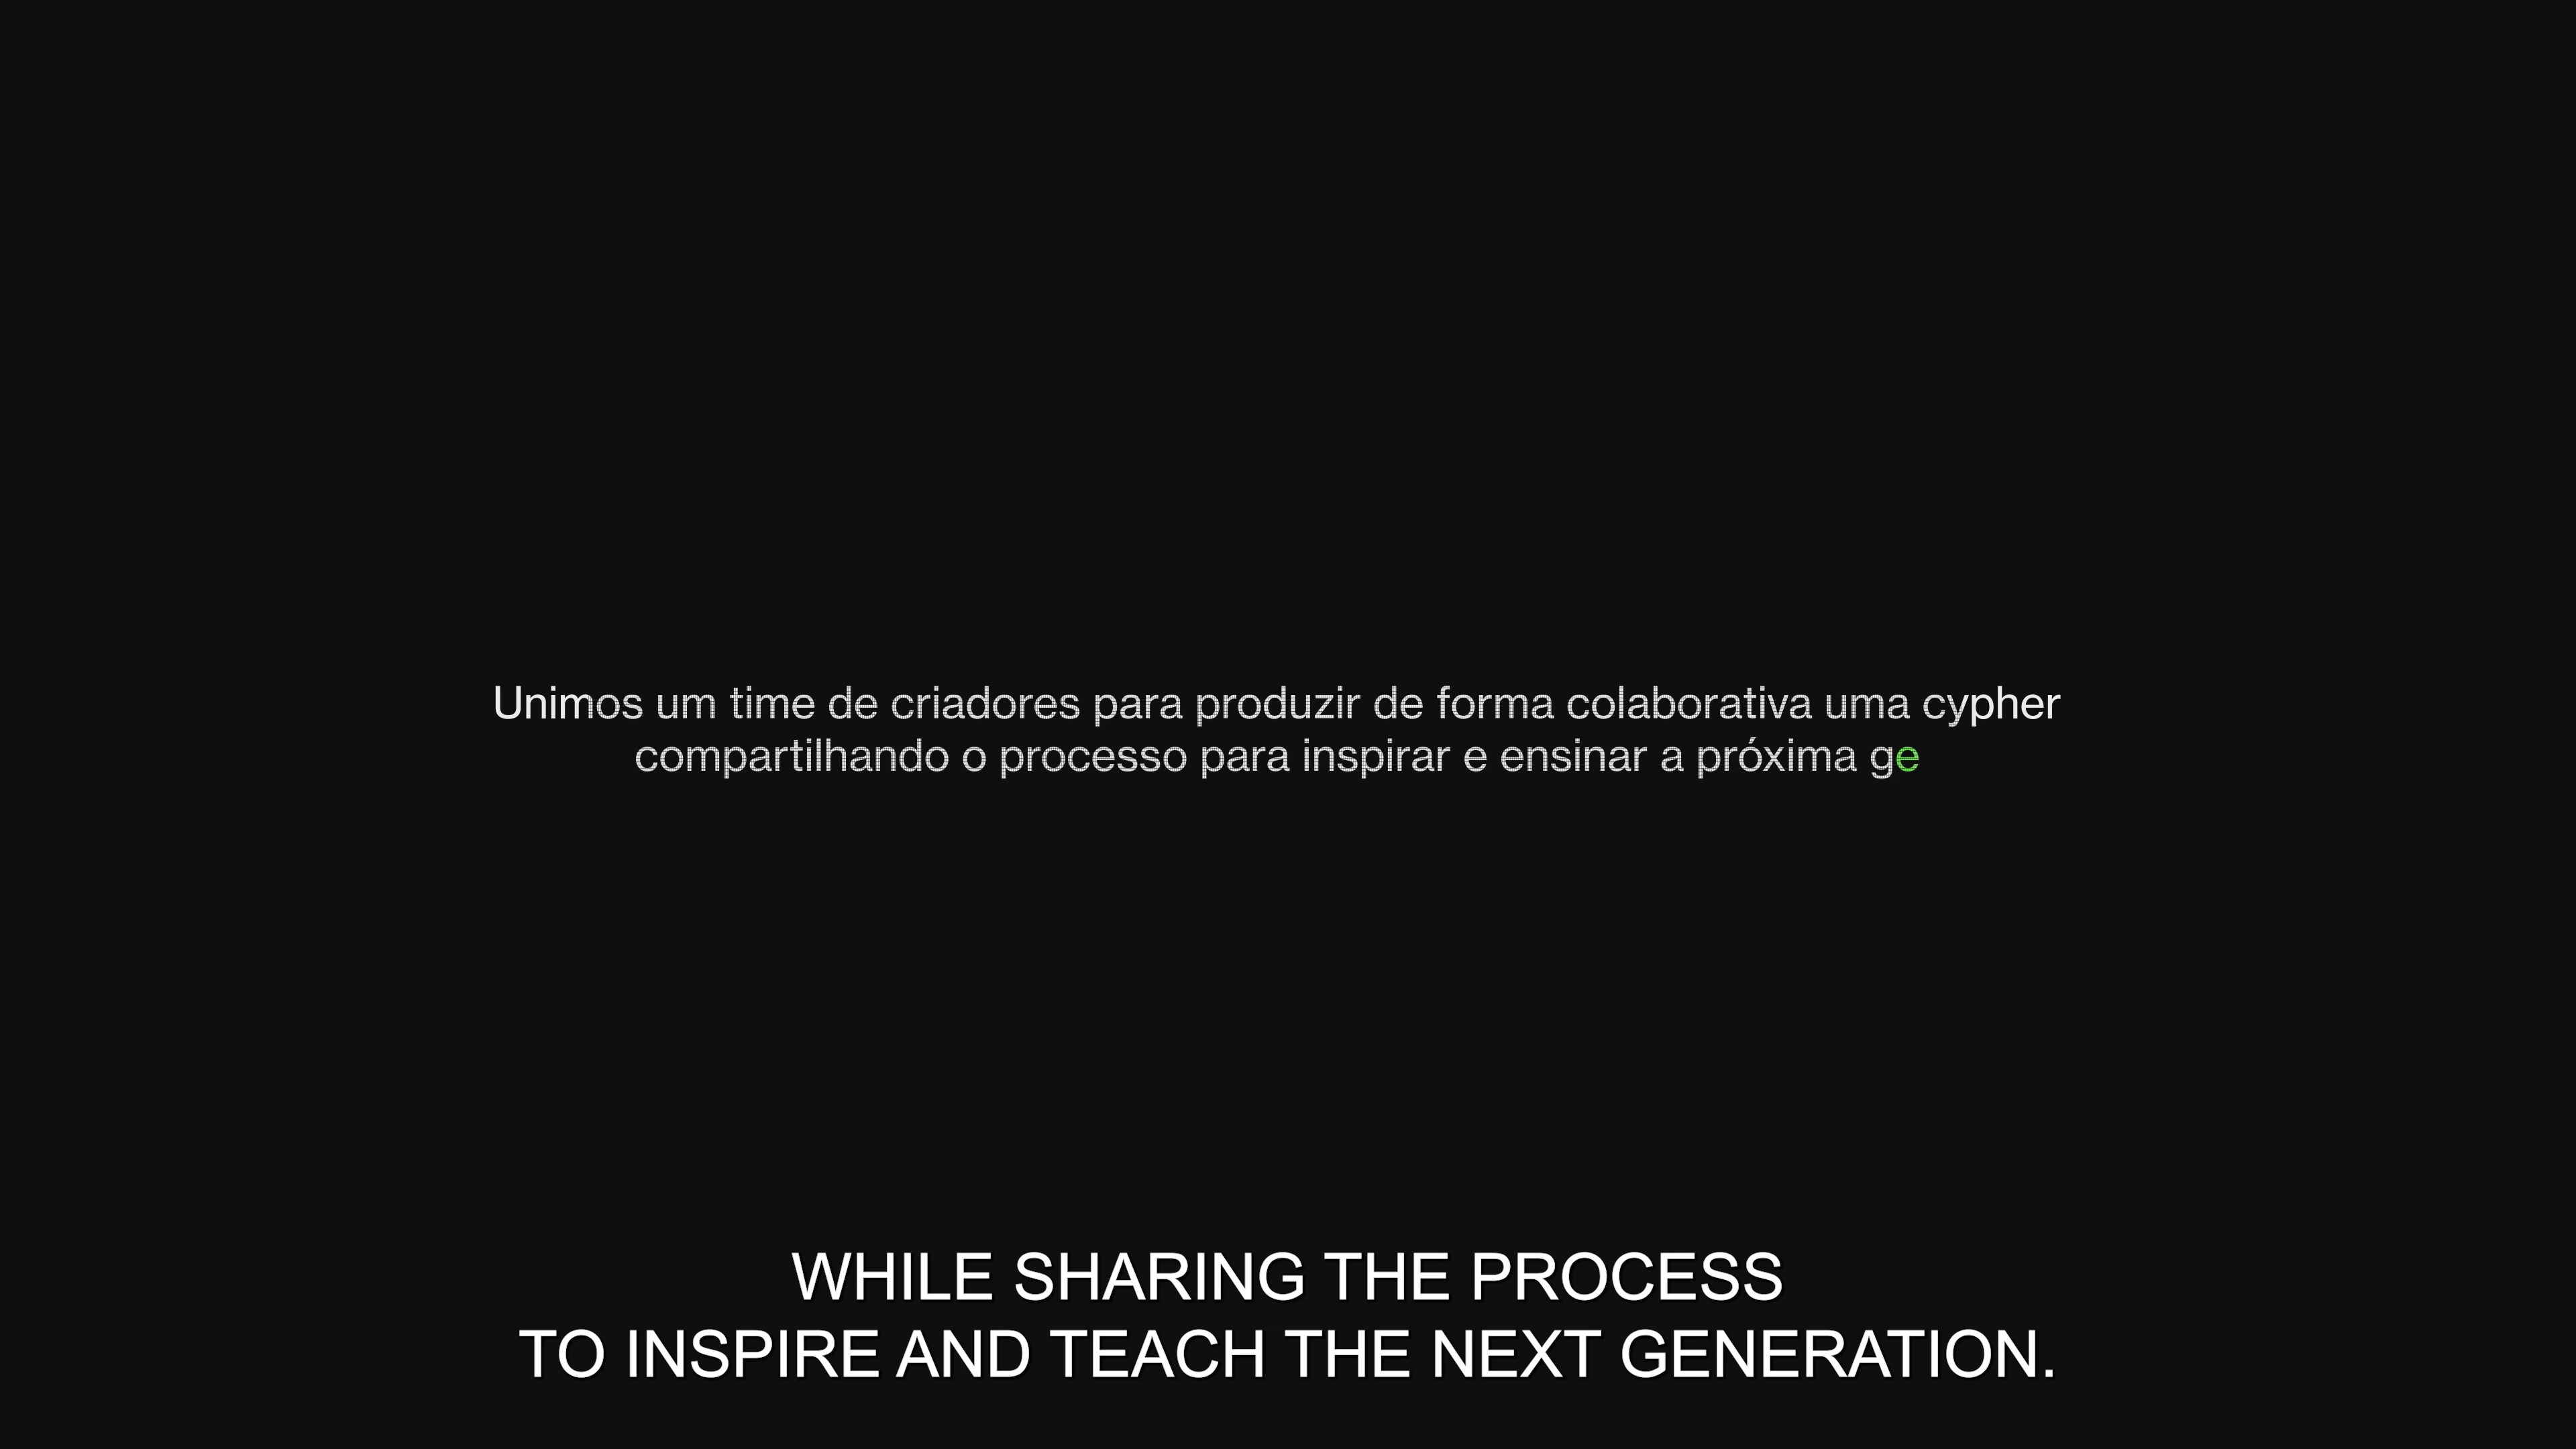 Unimos um time de criadores para produzir de forma colaborativa uma cypher
compartilhando o processo para inspirar e ensinar a próxima ge
WHILE SHARING THE PROCESS
TO INSPIRE AND TEACH THE NEXT GENERATION.